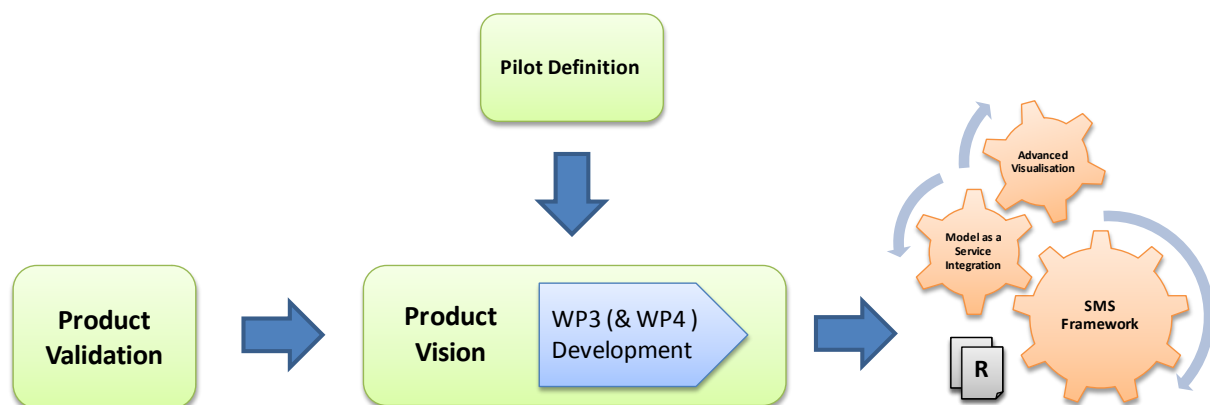 Pilot Definition
Product
Validation
Product
Vision
WP3 (& WP4 )
Development
Advanced
Visualisation
Model as a
Service
Integration
SMS
Framework
R